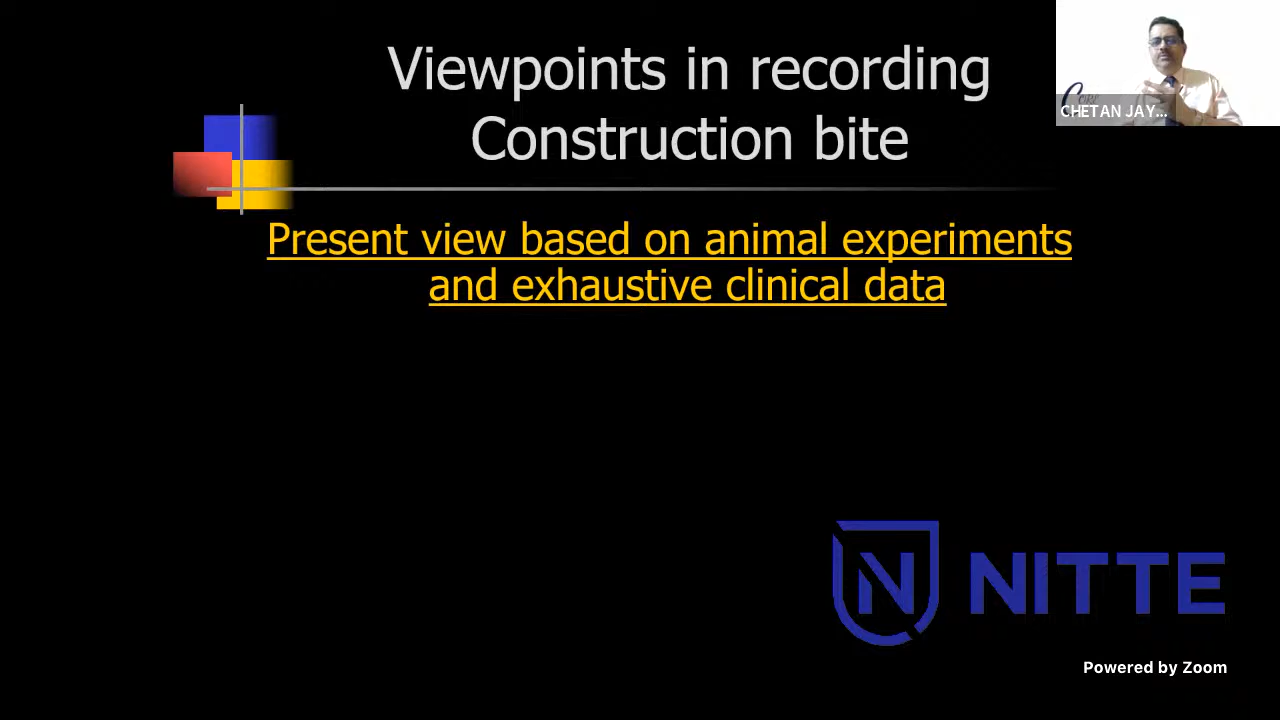 Viewpoints in recording
Construction bite
CHETAN JAY...
Present view based on animal experiments
and exhaustive clinical data
N NITTE
Powered by Zoom